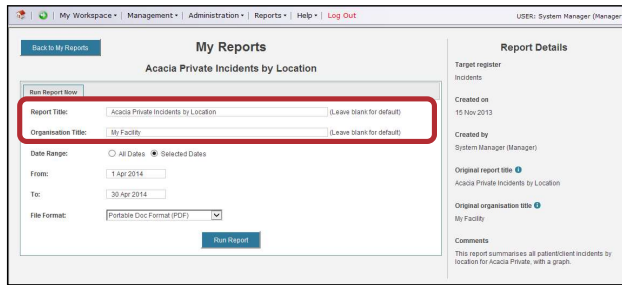 My Workspace | Management | Administration | Reports | Help | Log Out
USER: System Manager (Manager
Back to My Reports
My Reports
Acacia Private Incidents by Location
Run Report Now
Report Title: Acacia Private Incidents by Location (Leave blank for default)
Organisation Title: My Facility (Leave blank for default)
Date Range: All Dates Selected Dates
From: 1 Apr 2014
To: 30 Apr 2014
File Format: Portable Doc Format (PDF)
Run Report
Report Details
Target register
Incidents
Created on
15 Nov 2013
Created by
System Manager (Manager)
Original report title
Acacia Private Incidents by Location
Original organisation title
My Facility
Comments
This report summarises all patient/client incidents by
location for Acacia Private, with a graph.